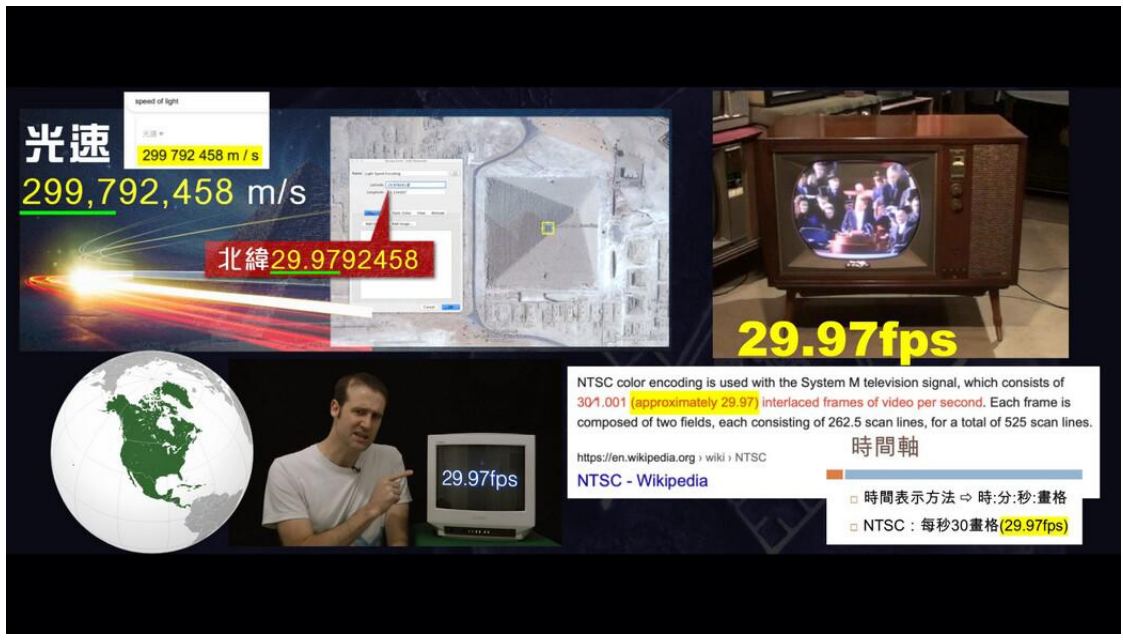 speed of light
光速
299 792 458 m / s
光速
299,792,458 m/s
Name:
Latitude:
Longitude:
北緯29.9792458
Cancel
29.97fps
29.97fps
NTSC color encoding is used with the System M television signal, which consists of
30⁄1.001 (approximately 29.97) interlaced frames of video per second. Each frame is
composed of two fields, each consisting of 262.5 scan lines, for a total of 525 scan lines.
https://en.wikipedia.org › wiki › NTSC
NTSC - Wikipedia
時間軸
時間表示方法 ⇨ 時:分:秒:畫格
NTSC：每秒30畫格(29.97fps)